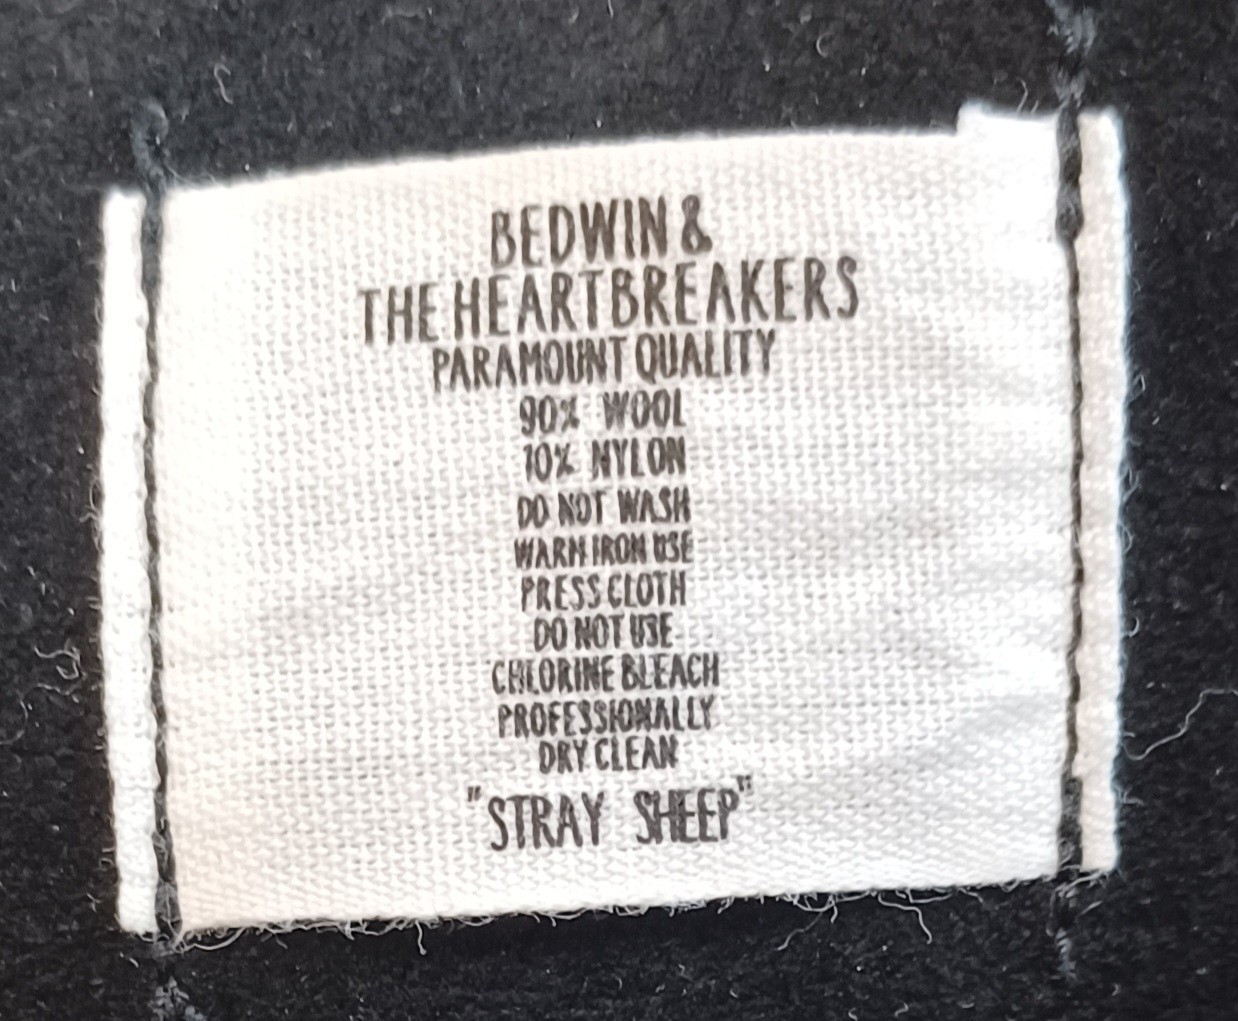 BEDWIN &
THE HEARTBREAKERS
PARAMOUNT QUALITY
90% WOOL
10% NYLON
DO NOT WASH
WARM IRON USE
PRESS CLOTH
DO NOT USE
CHLORINE BLEACH
PROFESSIONALLY
DRY CLEAN
"STRAY SHEEP"